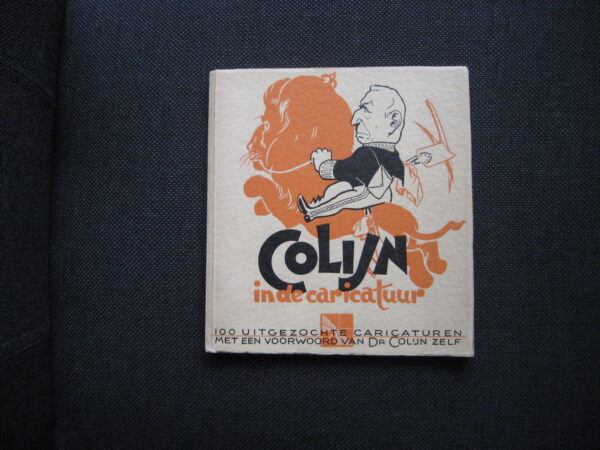 COLIJN
in de caricatuur
100 UITGEZOCHTE CARICATUREN
MET EEN VOORWOORD VAN DR COLIJN ZELF